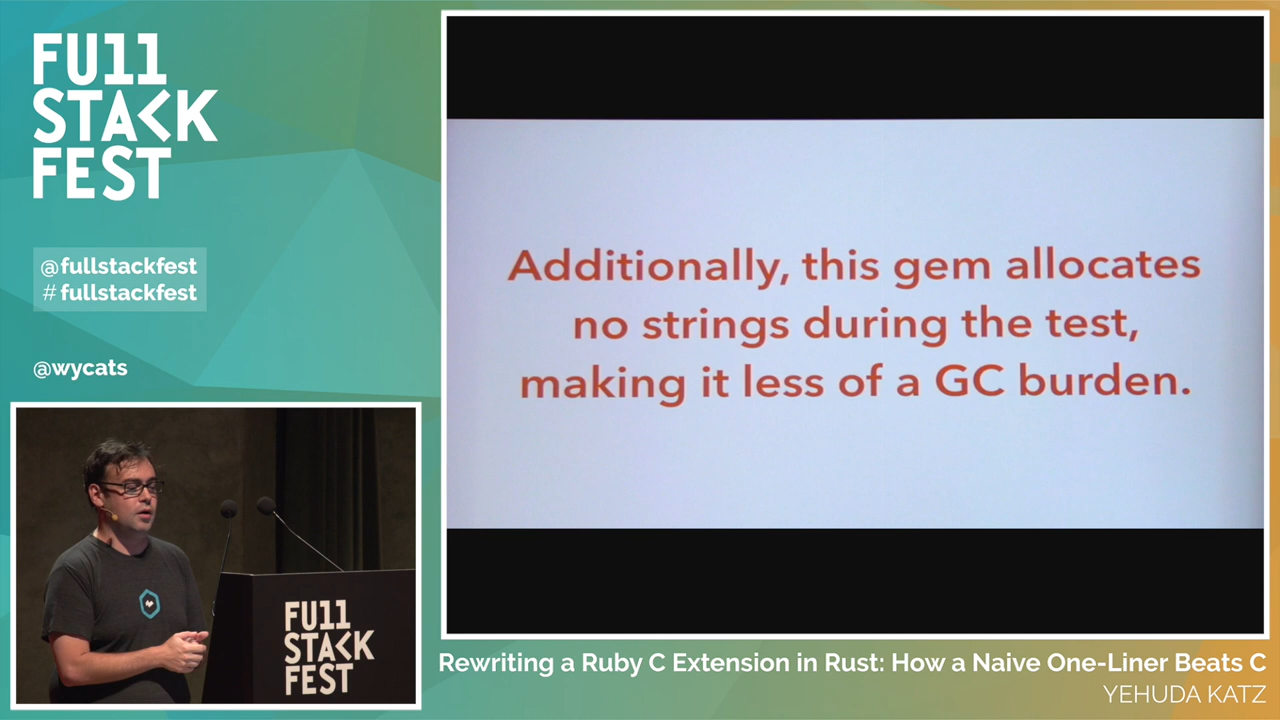 FULL
STACK
FEST
@fullstackfest
# fullstackfest
@wycats
Additionally, this gem allocates
no strings during the test,
making it less of a GC burden.
FULL
STACK
FEST
Rewriting a Ruby C Extension in Rust: How a Naive One-Liner Beats C
YEHUDA KATZ